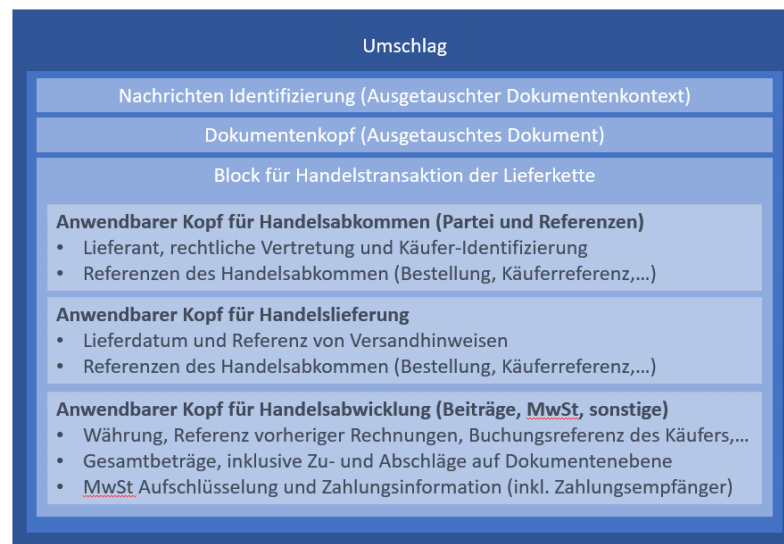 Umschlag
Nachrichten Identifizierung (Ausgetauschter Dokumentenkontext)
Dokumentenkopf (Ausgetauschtes Dokument)
Block für Handelstransaktion der Lieferkette
Anwendbarer Kopf für Handelsabkommen (Partei und Referenzen)
• Lieferant, rechtliche Vertretung und Käufer-Identifizierung
• Referenzen des Handelsabkommen (Bestellung, Käuferreferenz,...)
Anwendbarer Kopf für Handelslieferung
• Lieferdatum und Referenz von Versandhinweisen
• Referenzen des Handelsabkommen (Bestellung, Käuferreferenz,...)
Anwendbarer Kopf für Handelsabwicklung (Beiträge, MwSt, sonstige)
• Währung, Referenz vorheriger Rechnungen, Buchungsreferenz des Käufers,...
• Gesamtbeträge, inklusive Zu- und Abschläge auf Dokumentenebene
• MwSt Aufschlüsselung und Zahlungsinformation (inkl. Zahlungsempfänger)